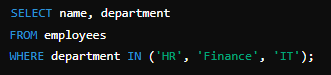 SELECT name, department
FROM employees
WHERE department IN ('HR', 'Finance', 'IT');